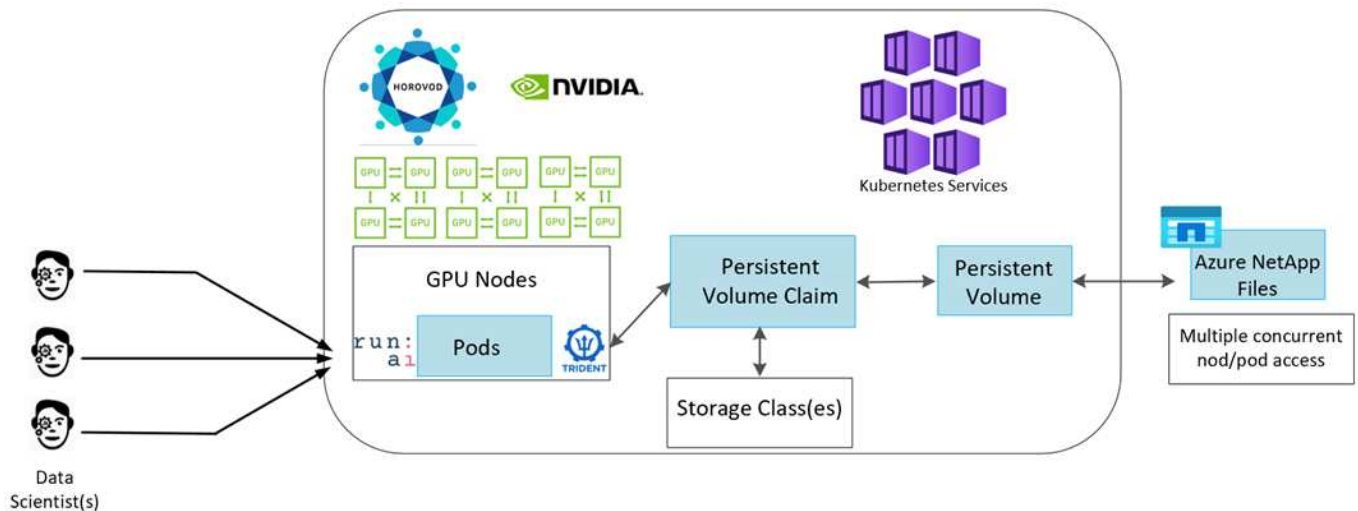 HOROVOD
NVIDIA.
GPU GPU GPU GPU GPU GPU
GPU GPU GPU GPU GPU GPU
Kubernetes Services
GPU Nodes
run:
ai
Pods
TRIDENT
Persistent
Volume Claim
Storage Class(es)
Persistent
Volume
Azure NetApp
Files
Multiple concurrent
nod/pod access
Data
Scientist(s)